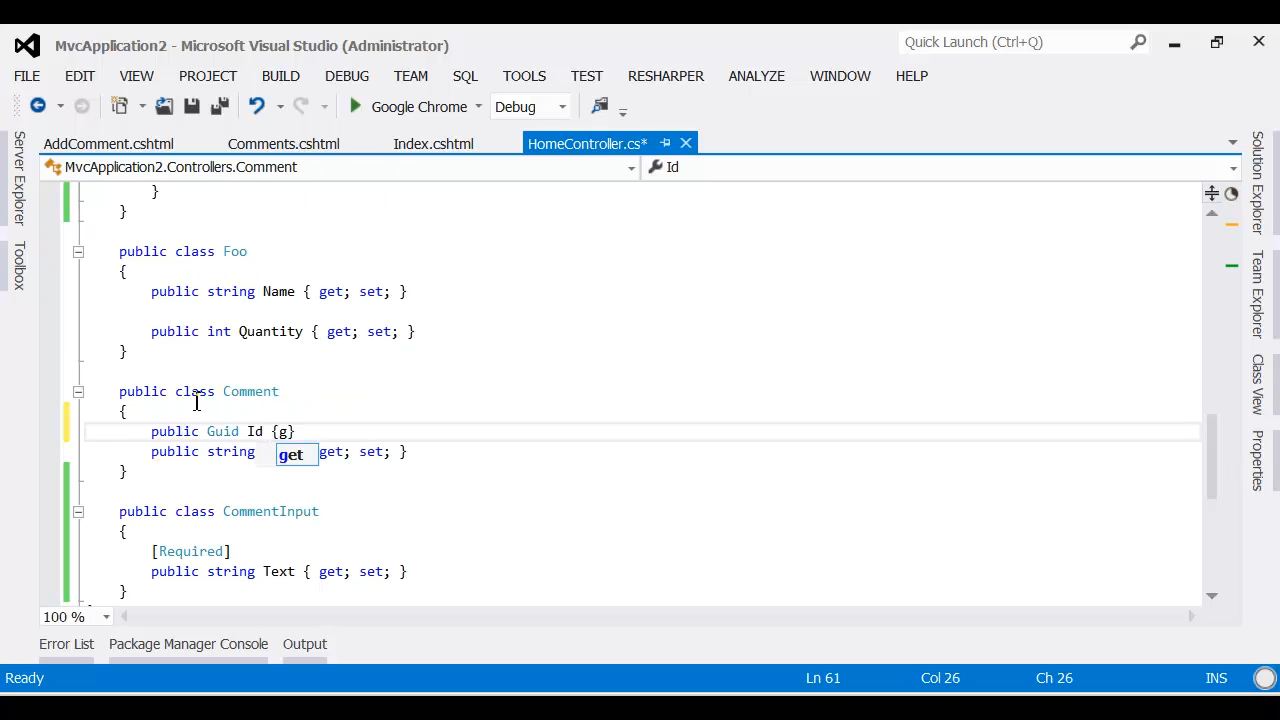 MvcApplication2 - Microsoft Visual Studio (Administrator)
Quick Launch (Ctrl+Q)
FILE EDIT VIEW PROJECT BUILD DEBUG TEAM SQL TOOLS TEST RESHARPER ANALYZE WINDOW HELP
Google Chrome Debug
AddComment.cshtml Comments.cshtml Index.cshtml HomeController.cs*
MvcApplication2.Controllers.Comment Id
}
}
public class Foo
{
public string Name { get; set; }
public int Quantity { get; set; }
}
public class Comment
{
public Guid Id {g}
public string get; set; }
get
}
public class CommentInput
{
[Required]
public string Text { get; set; }
}
100 %
Error List Package Manager Console Output
Ready Ln 61 Col 26 Ch 26 INS
Server Explorer
Toolbox
Solution Explorer
Team Explorer
Class View
Properties